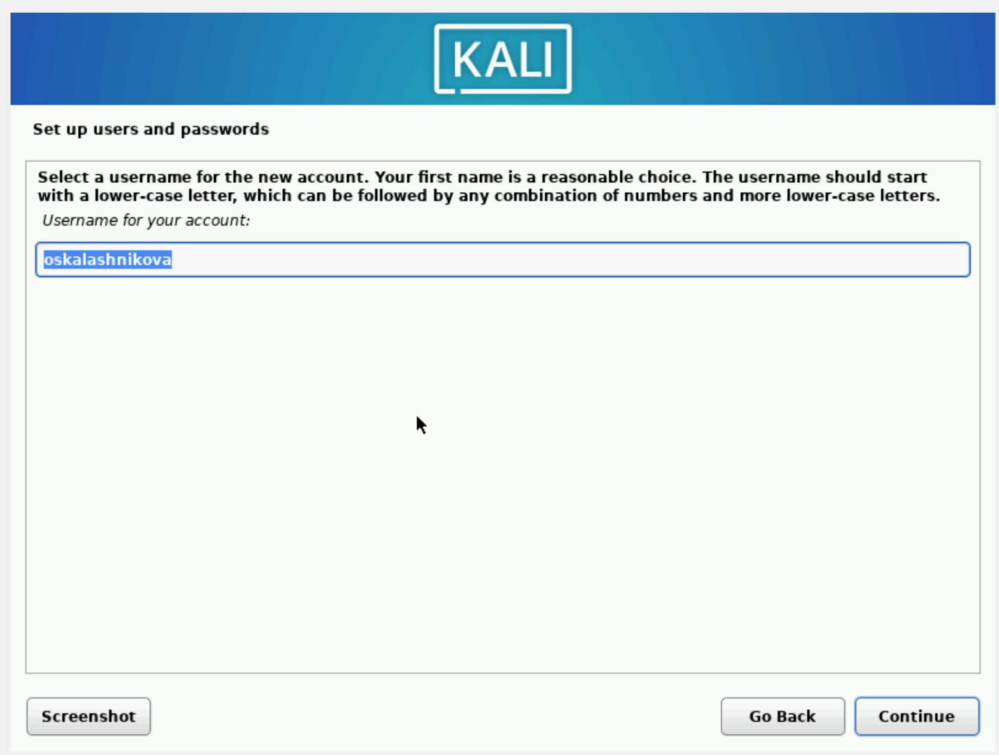 KALI
Set up users and passwords
Select a username for the new account. Your first name is a reasonable choice. The username should start
with a lower-case letter, which can be followed by any combination of numbers and more lower-case letters.
Username for your account:
oskalashnikova
Screenshot
Go Back
Continue